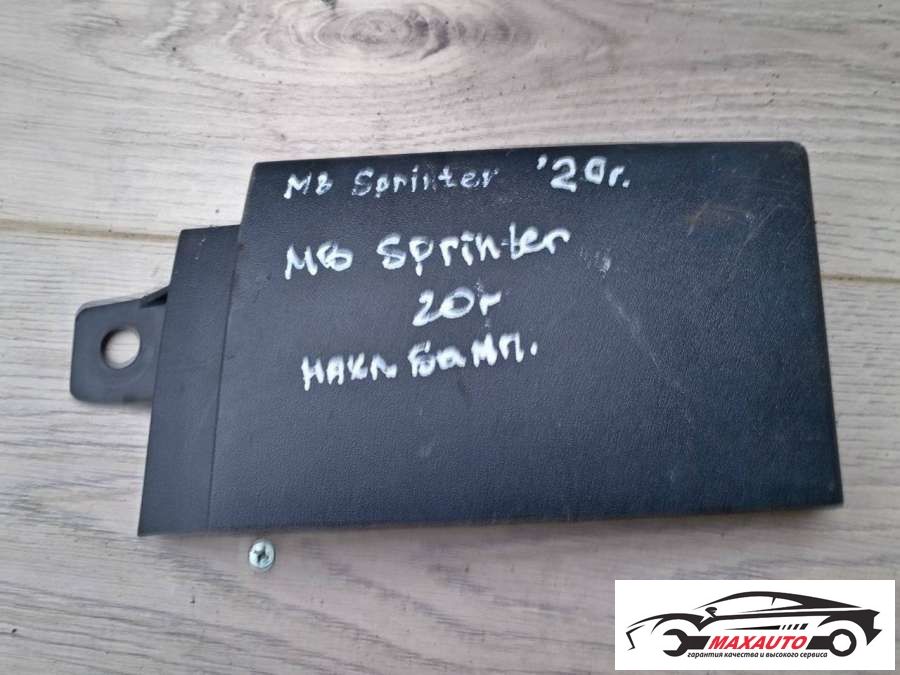 MB Sprinter '20г.
MB Sprinter
20г
накл бамп.
MAXAUTO
гарантия качества и высокого сервиса